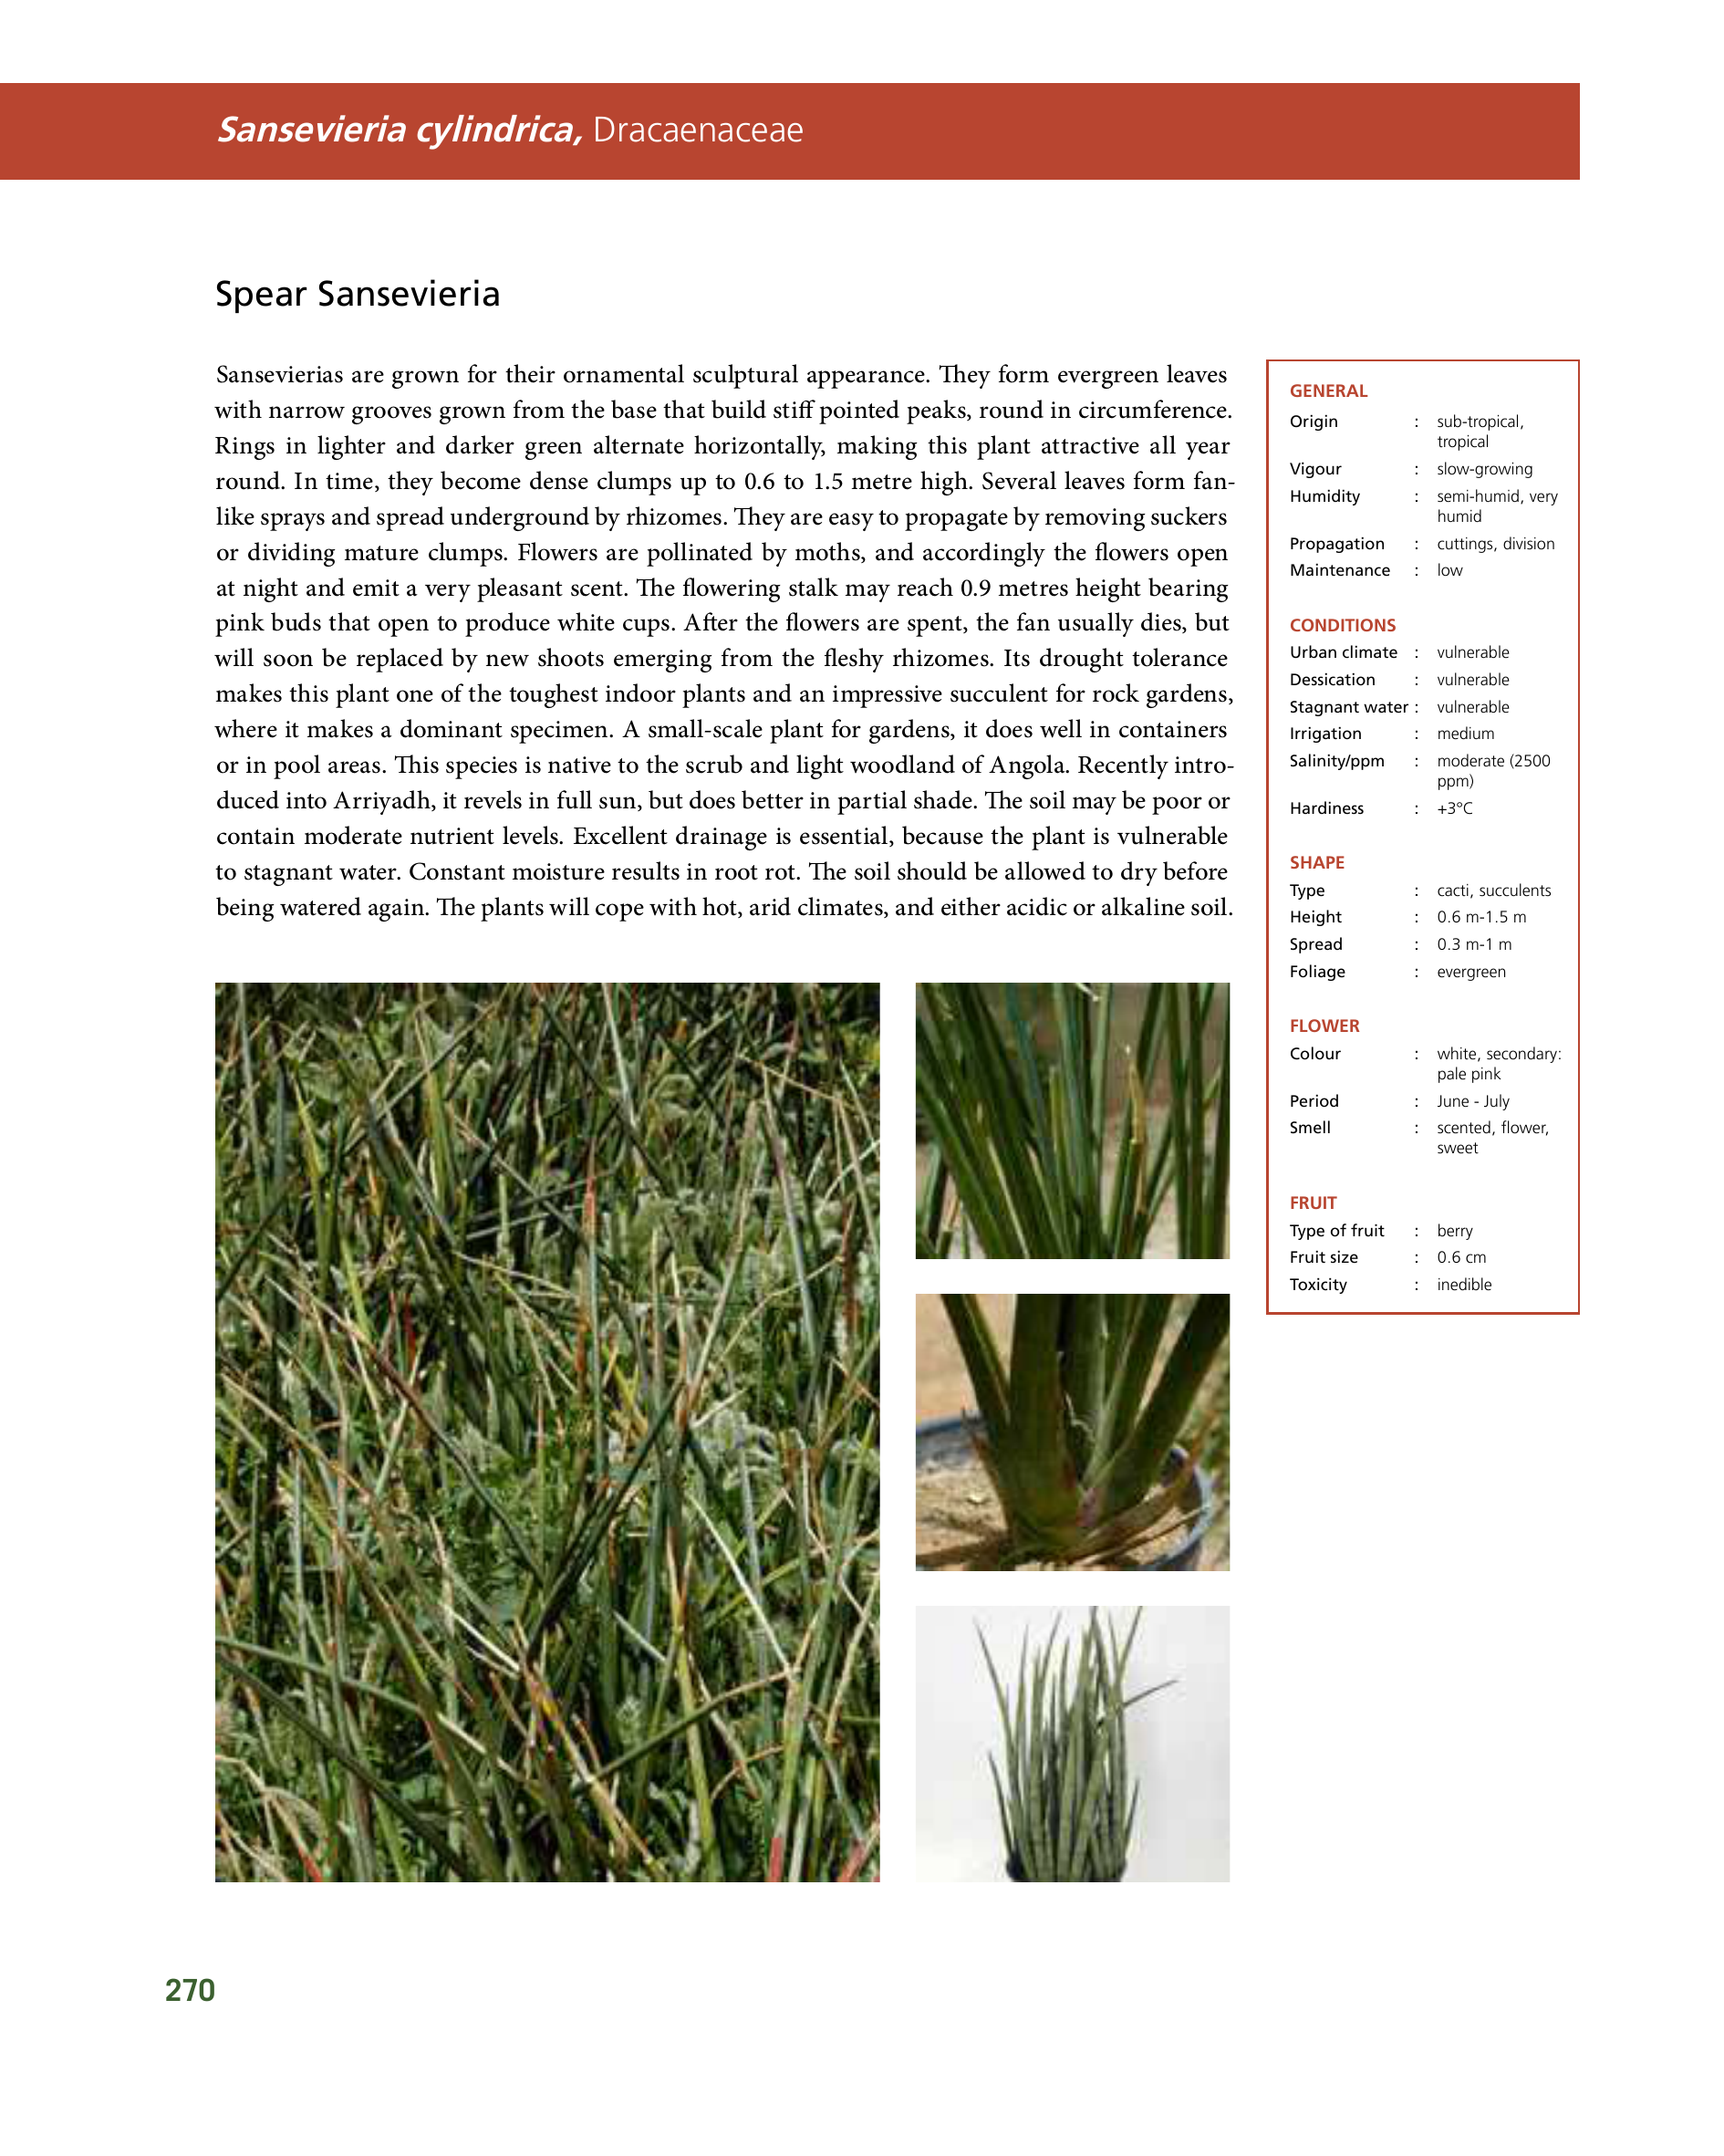 Sansevieria cylindrica, Dracaenaceae
Spear Sansevieria
Sansevierias are grown for their ornamental sculptural appearance. They form evergreen leaves
with narrow grooves grown from the base that build stiff pointed peaks, round in circumference.
Rings in lighter and darker green alternate horizontally, making this plant attractive all year
round. In time, they become dense clumps up to 0.6 to 1.5 metre high. Several leaves form fan-
like sprays and spread underground by rhizomes. They are easy to propagate by removing suckers
or dividing mature clumps. Flowers are pollinated by moths, and accordingly the flowers open
at night and emit a very pleasant scent. The flowering stalk may reach 0.9 metres height bearing
pink buds that open to produce white cups. After the flowers are spent, the fan usually dies, but
will soon be replaced by new shoots emerging from the fleshy rhizomes. Its drought tolerance
makes this plant one of the toughest indoor plants and an impressive succulent for rock gardens,
where it makes a dominant specimen. A small-scale plant for gardens, it does well in containers
or in pool areas. This species is native to the scrub and light woodland of Angola. Recently intro-
duced into Arriyadh, it revels in full sun, but does better in partial shade. The soil may be poor or
contain moderate nutrient levels. Excellent drainage is essential, because the plant is vulnerable
to stagnant water. Constant moisture results in root rot. The soil should be allowed to dry before
being watered again. The plants will cope with hot, arid climates, and either acidic or alkaline soil.
GENERAL
Origin : sub-tropical,
tropical
Vigour : slow-growing
Humidity : semi-humid, very
humid
Propagation : cuttings, division
Maintenance : low
CONDITIONS
Urban climate : vulnerable
Dessication : vulnerable
Stagnant water : vulnerable
Irrigation : medium
Salinity/ppm : moderate (2500
ppm)
Hardiness : +3°C
SHAPE
Type : cacti, succulents
Height : 0.6 m-1.5 m
Spread : 0.3 m-1 m
Foliage : evergreen
FLOWER
Colour : white, secondary:
pale pink
Period : June - July
Smell : scented, flower,
sweet
FRUIT
Type of fruit : berry
Fruit size : 0.6 cm
Toxicity : inedible
270